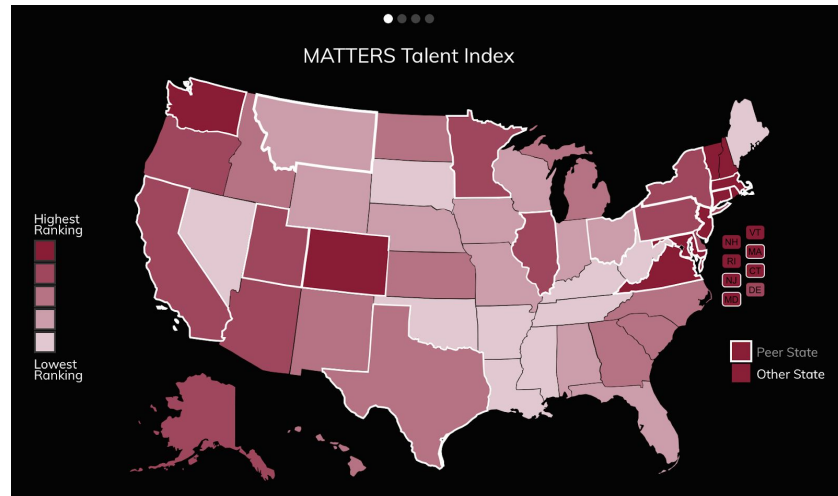 MATTERS Talent Index
Highest
Ranking
Lowest
Ranking
VT
NH
MA
RI
CT
NJ
DE
MD
Peer State
Other State